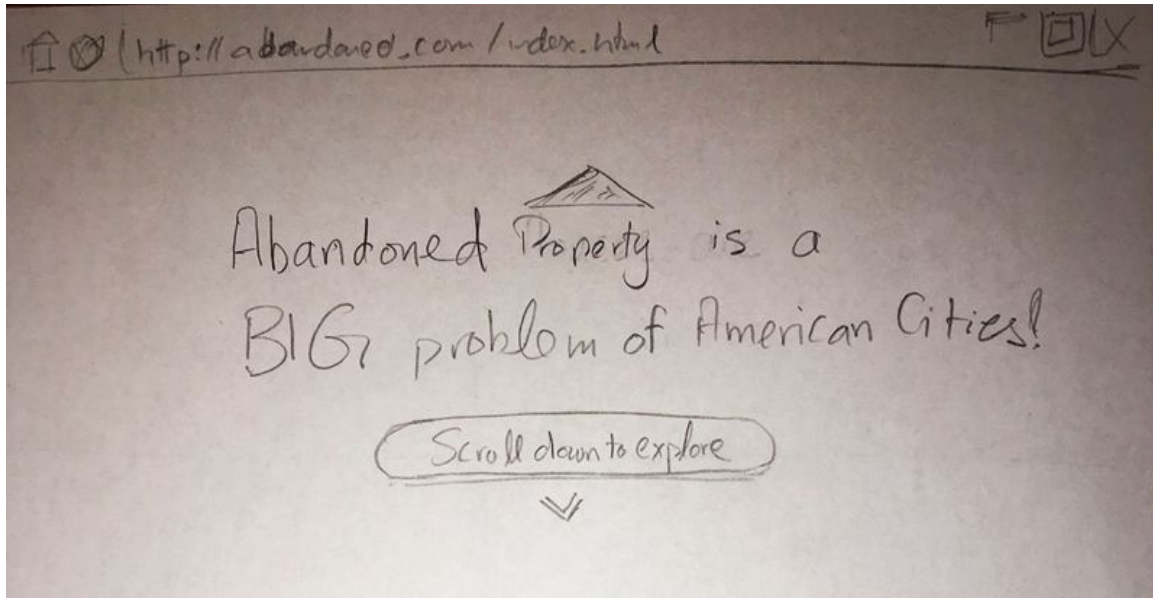 http://abandoned.com/index.html
Abandoned Property is a
BIG problem of American Cities!
Scroll down to explore